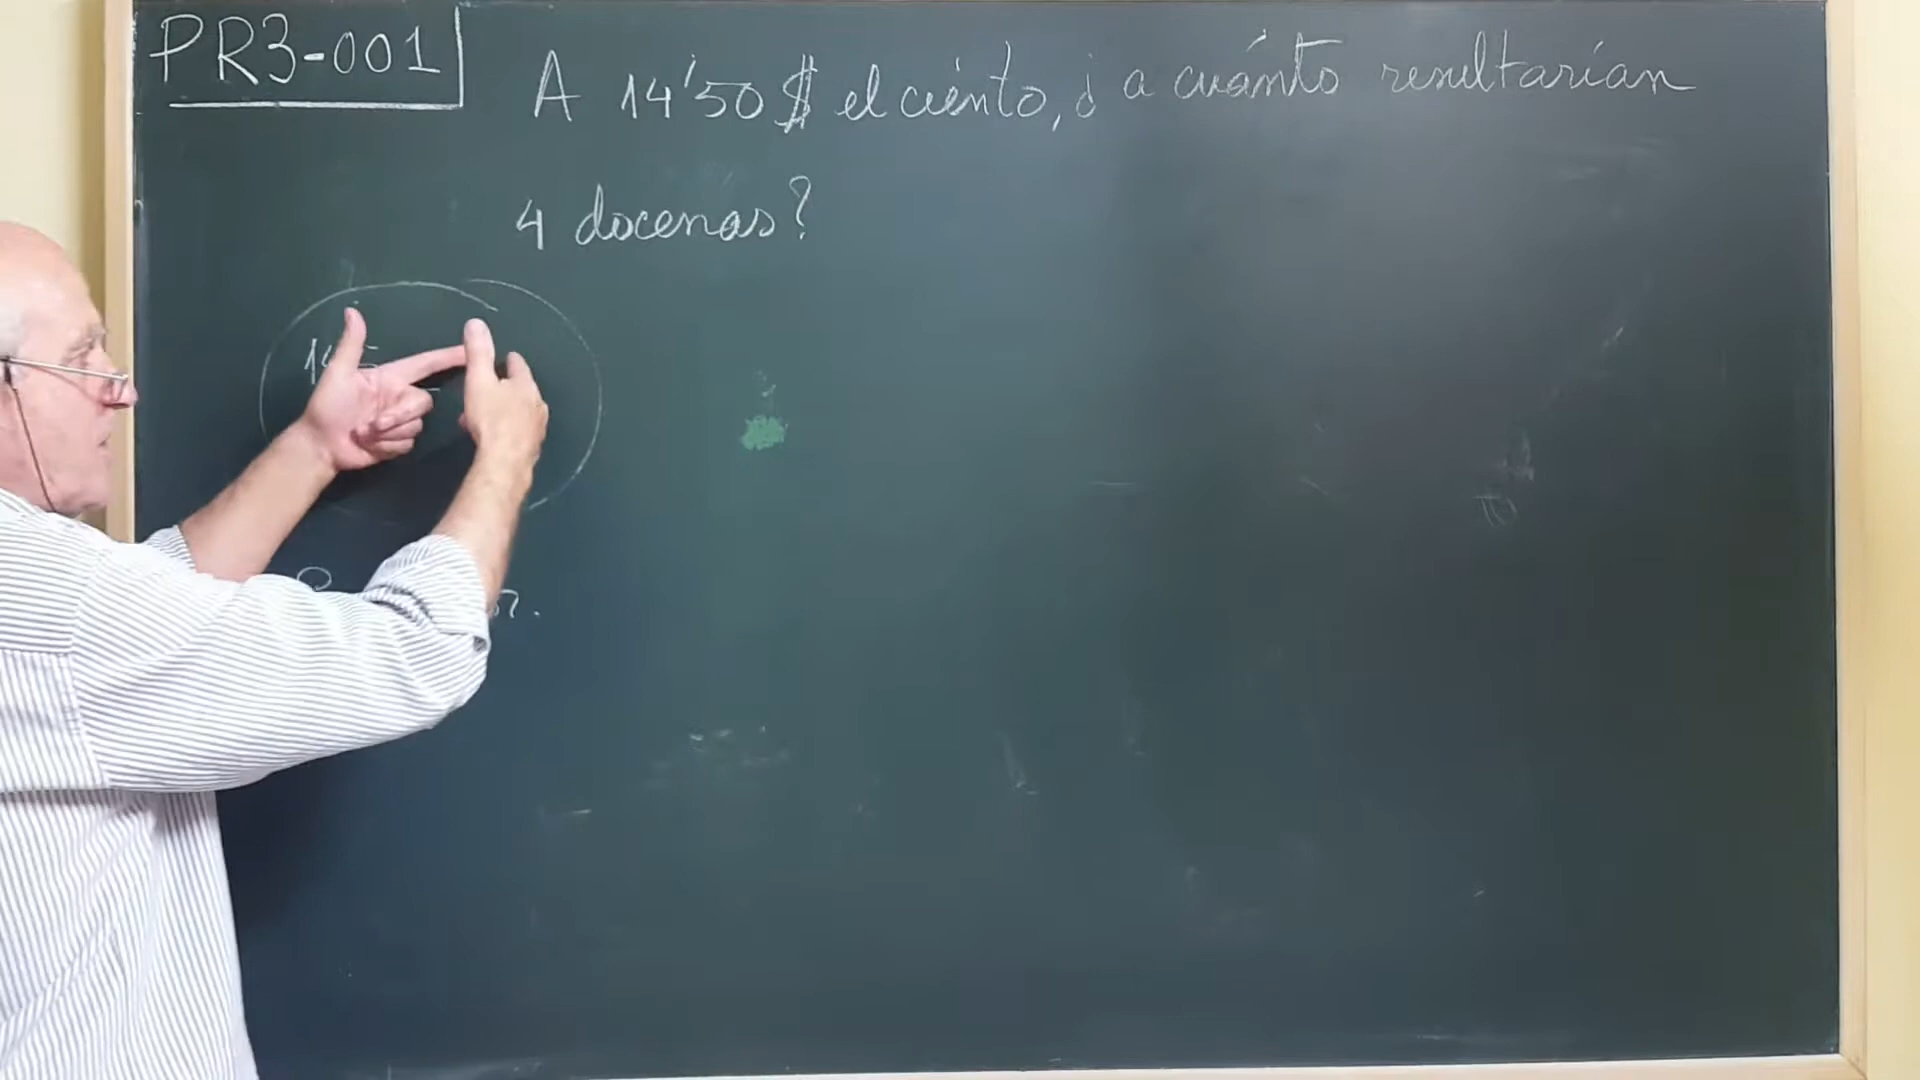 PR3-001
A 14'50 $ el ciento, ¿ a cuánto resultarían
4 docenas?